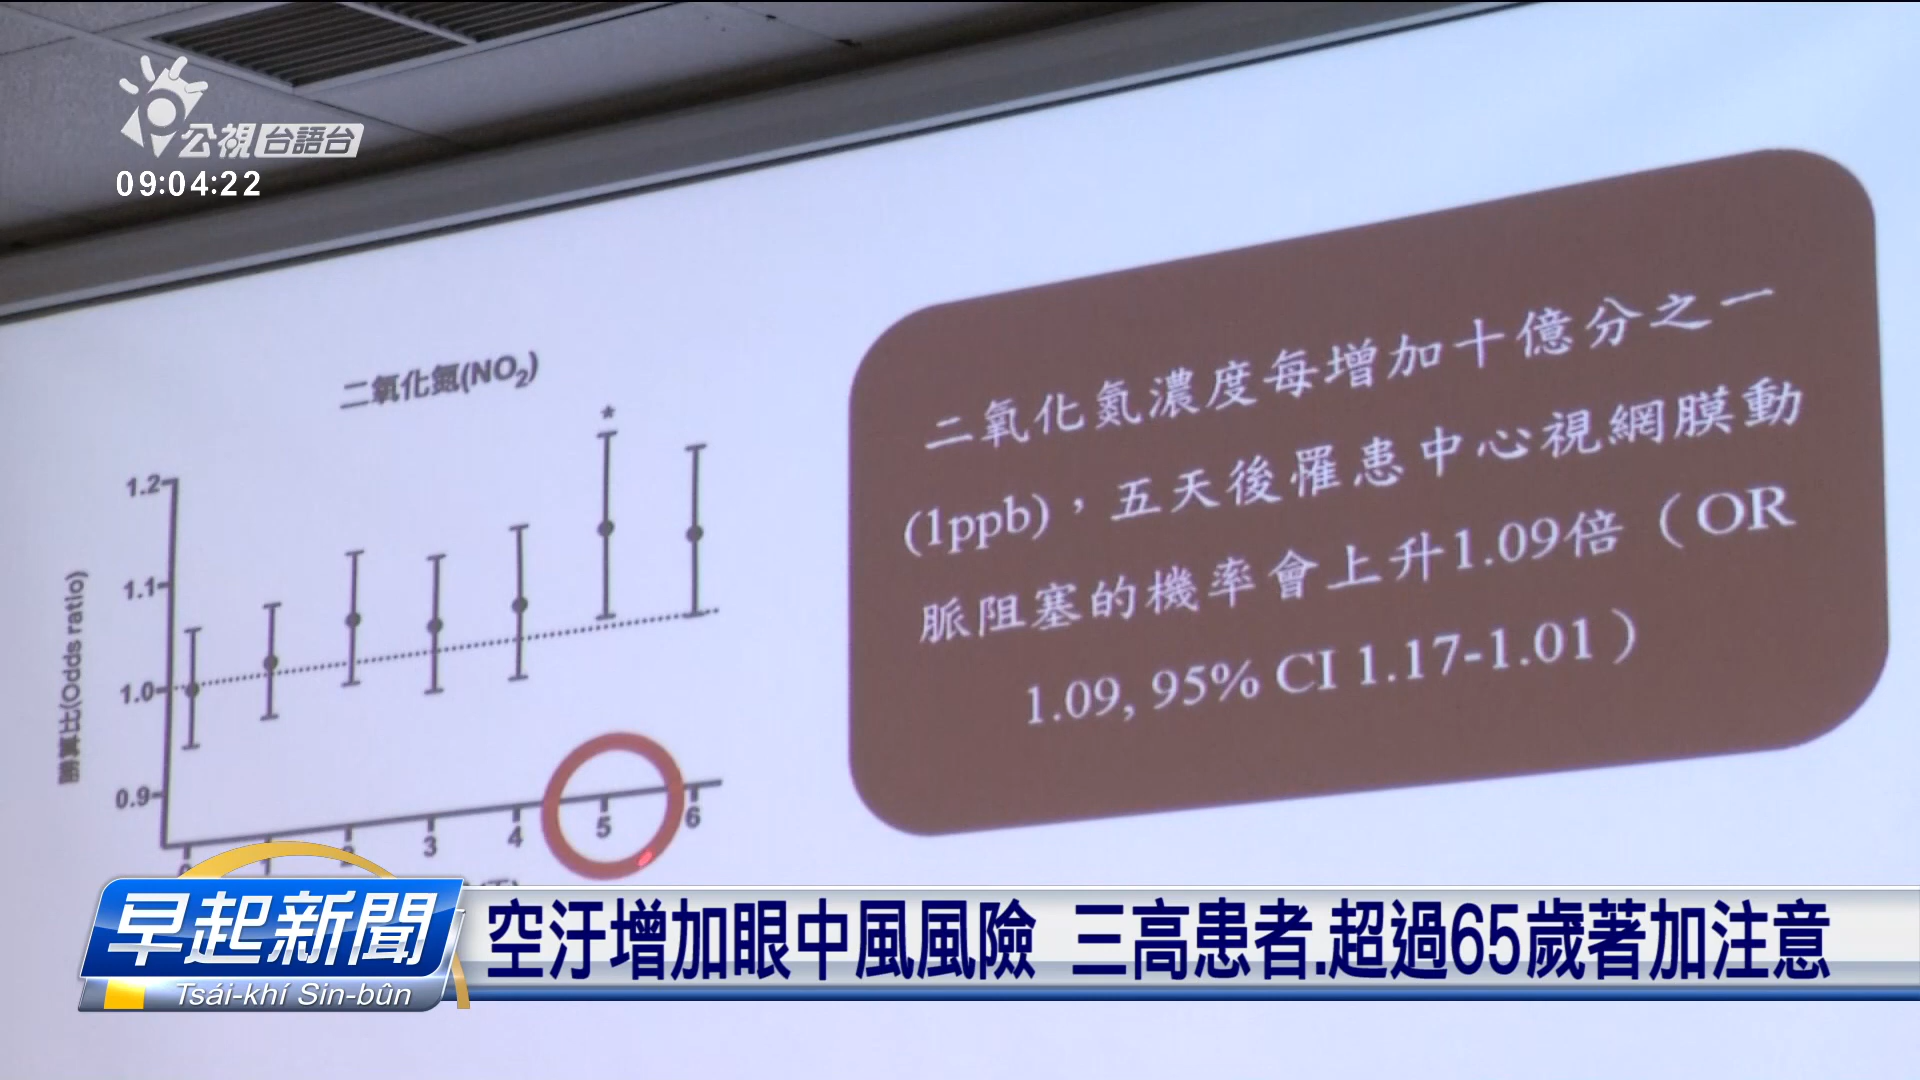 公視台語台
09:04:22
二氧化氮(NO₂)
*
1.2
1.1
1.0
0.9
勝算比(Odds ratio)
0 1 2 3 4 5 6
二氧化氮濃度每增加十億分之一
(1ppb)，五天後罹患中心視網膜動
脈阻塞的機率會上升1.09倍（OR
1.09, 95% CI 1.17-1.01）
早起新聞
Tsái-khí Sin-bûn
空汙增加眼中風風險 三高患者.超過65歲著加注意